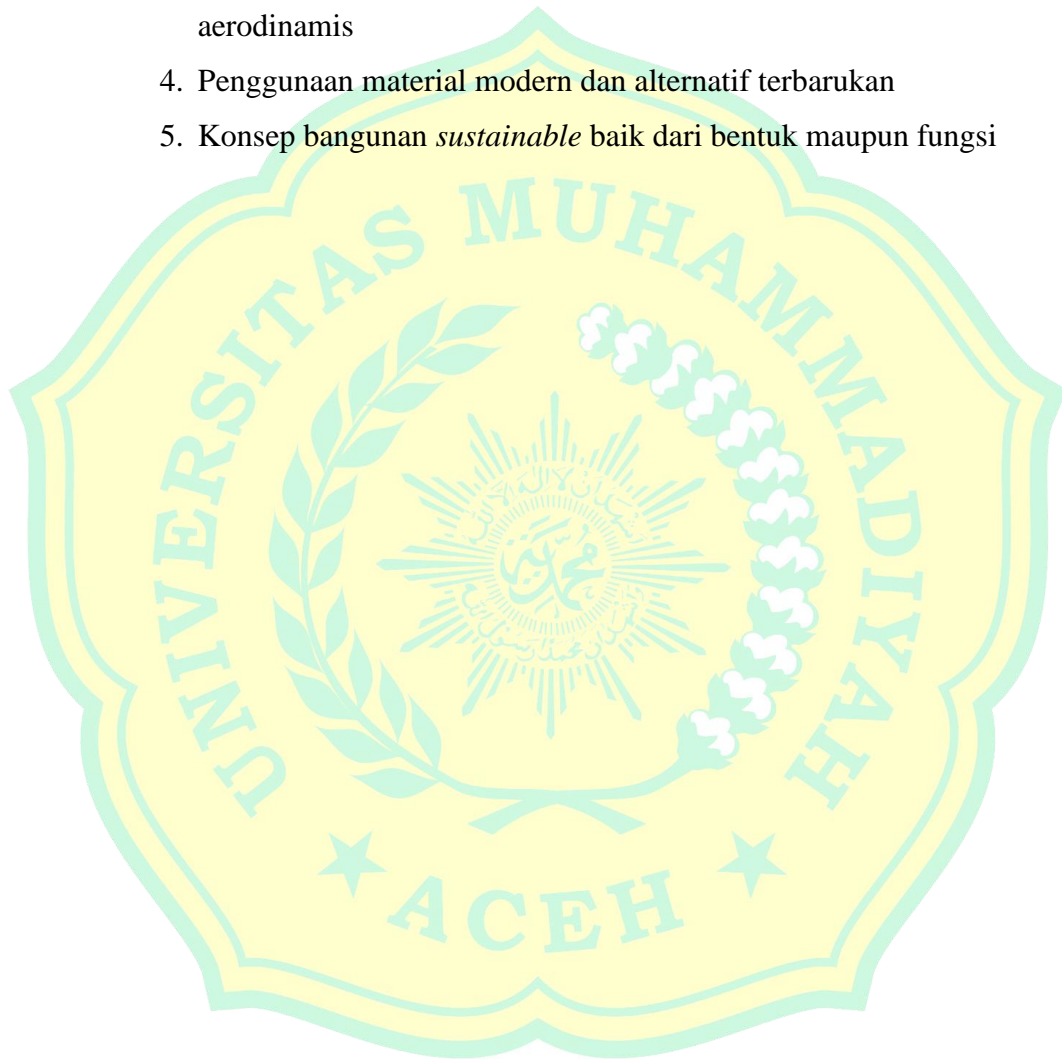 aerodinamis
4. Penggunaan material modern dan alternatif terbarukan
5. Konsep bangunan sustainable baik dari bentuk maupun fungsi
UNIVERSITAS MUHAMMADIYAH
ACEH